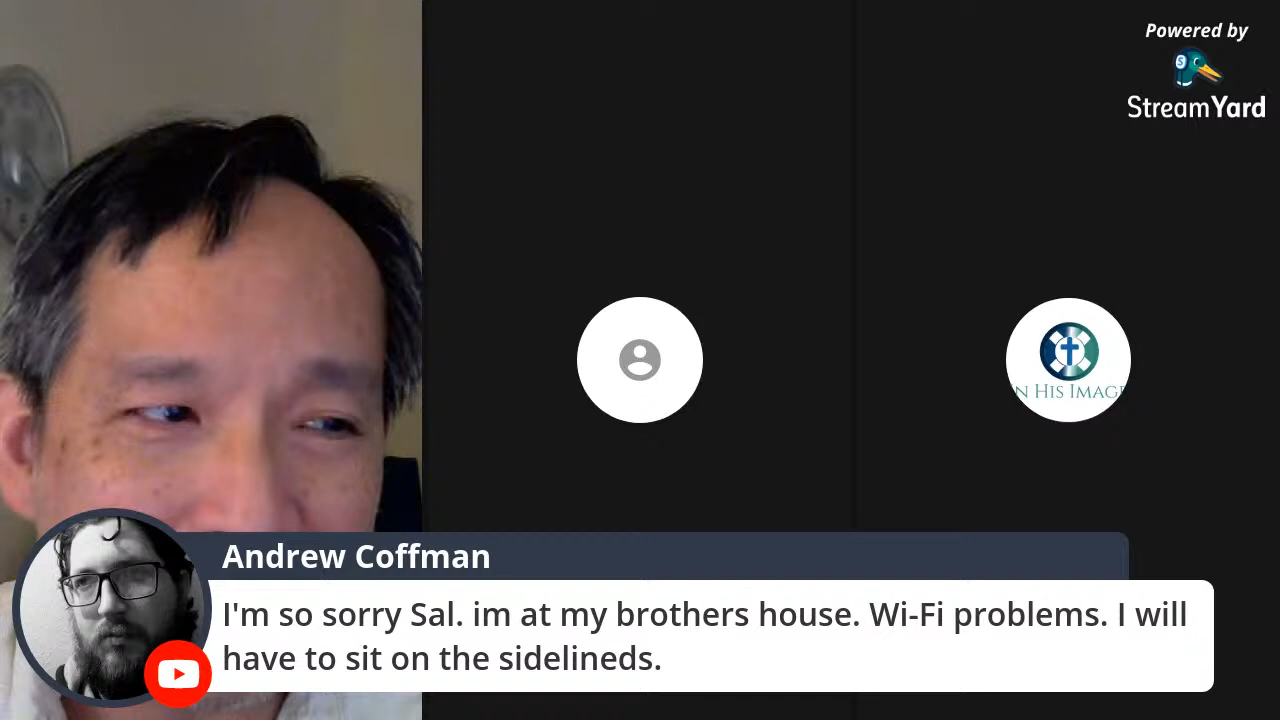 Powered by
StreamYard
N HIS IMAGE
Andrew Coffman
I'm so sorry Sal. im at my brothers house. Wi-Fi problems. I will
have to sit on the sidelineds.